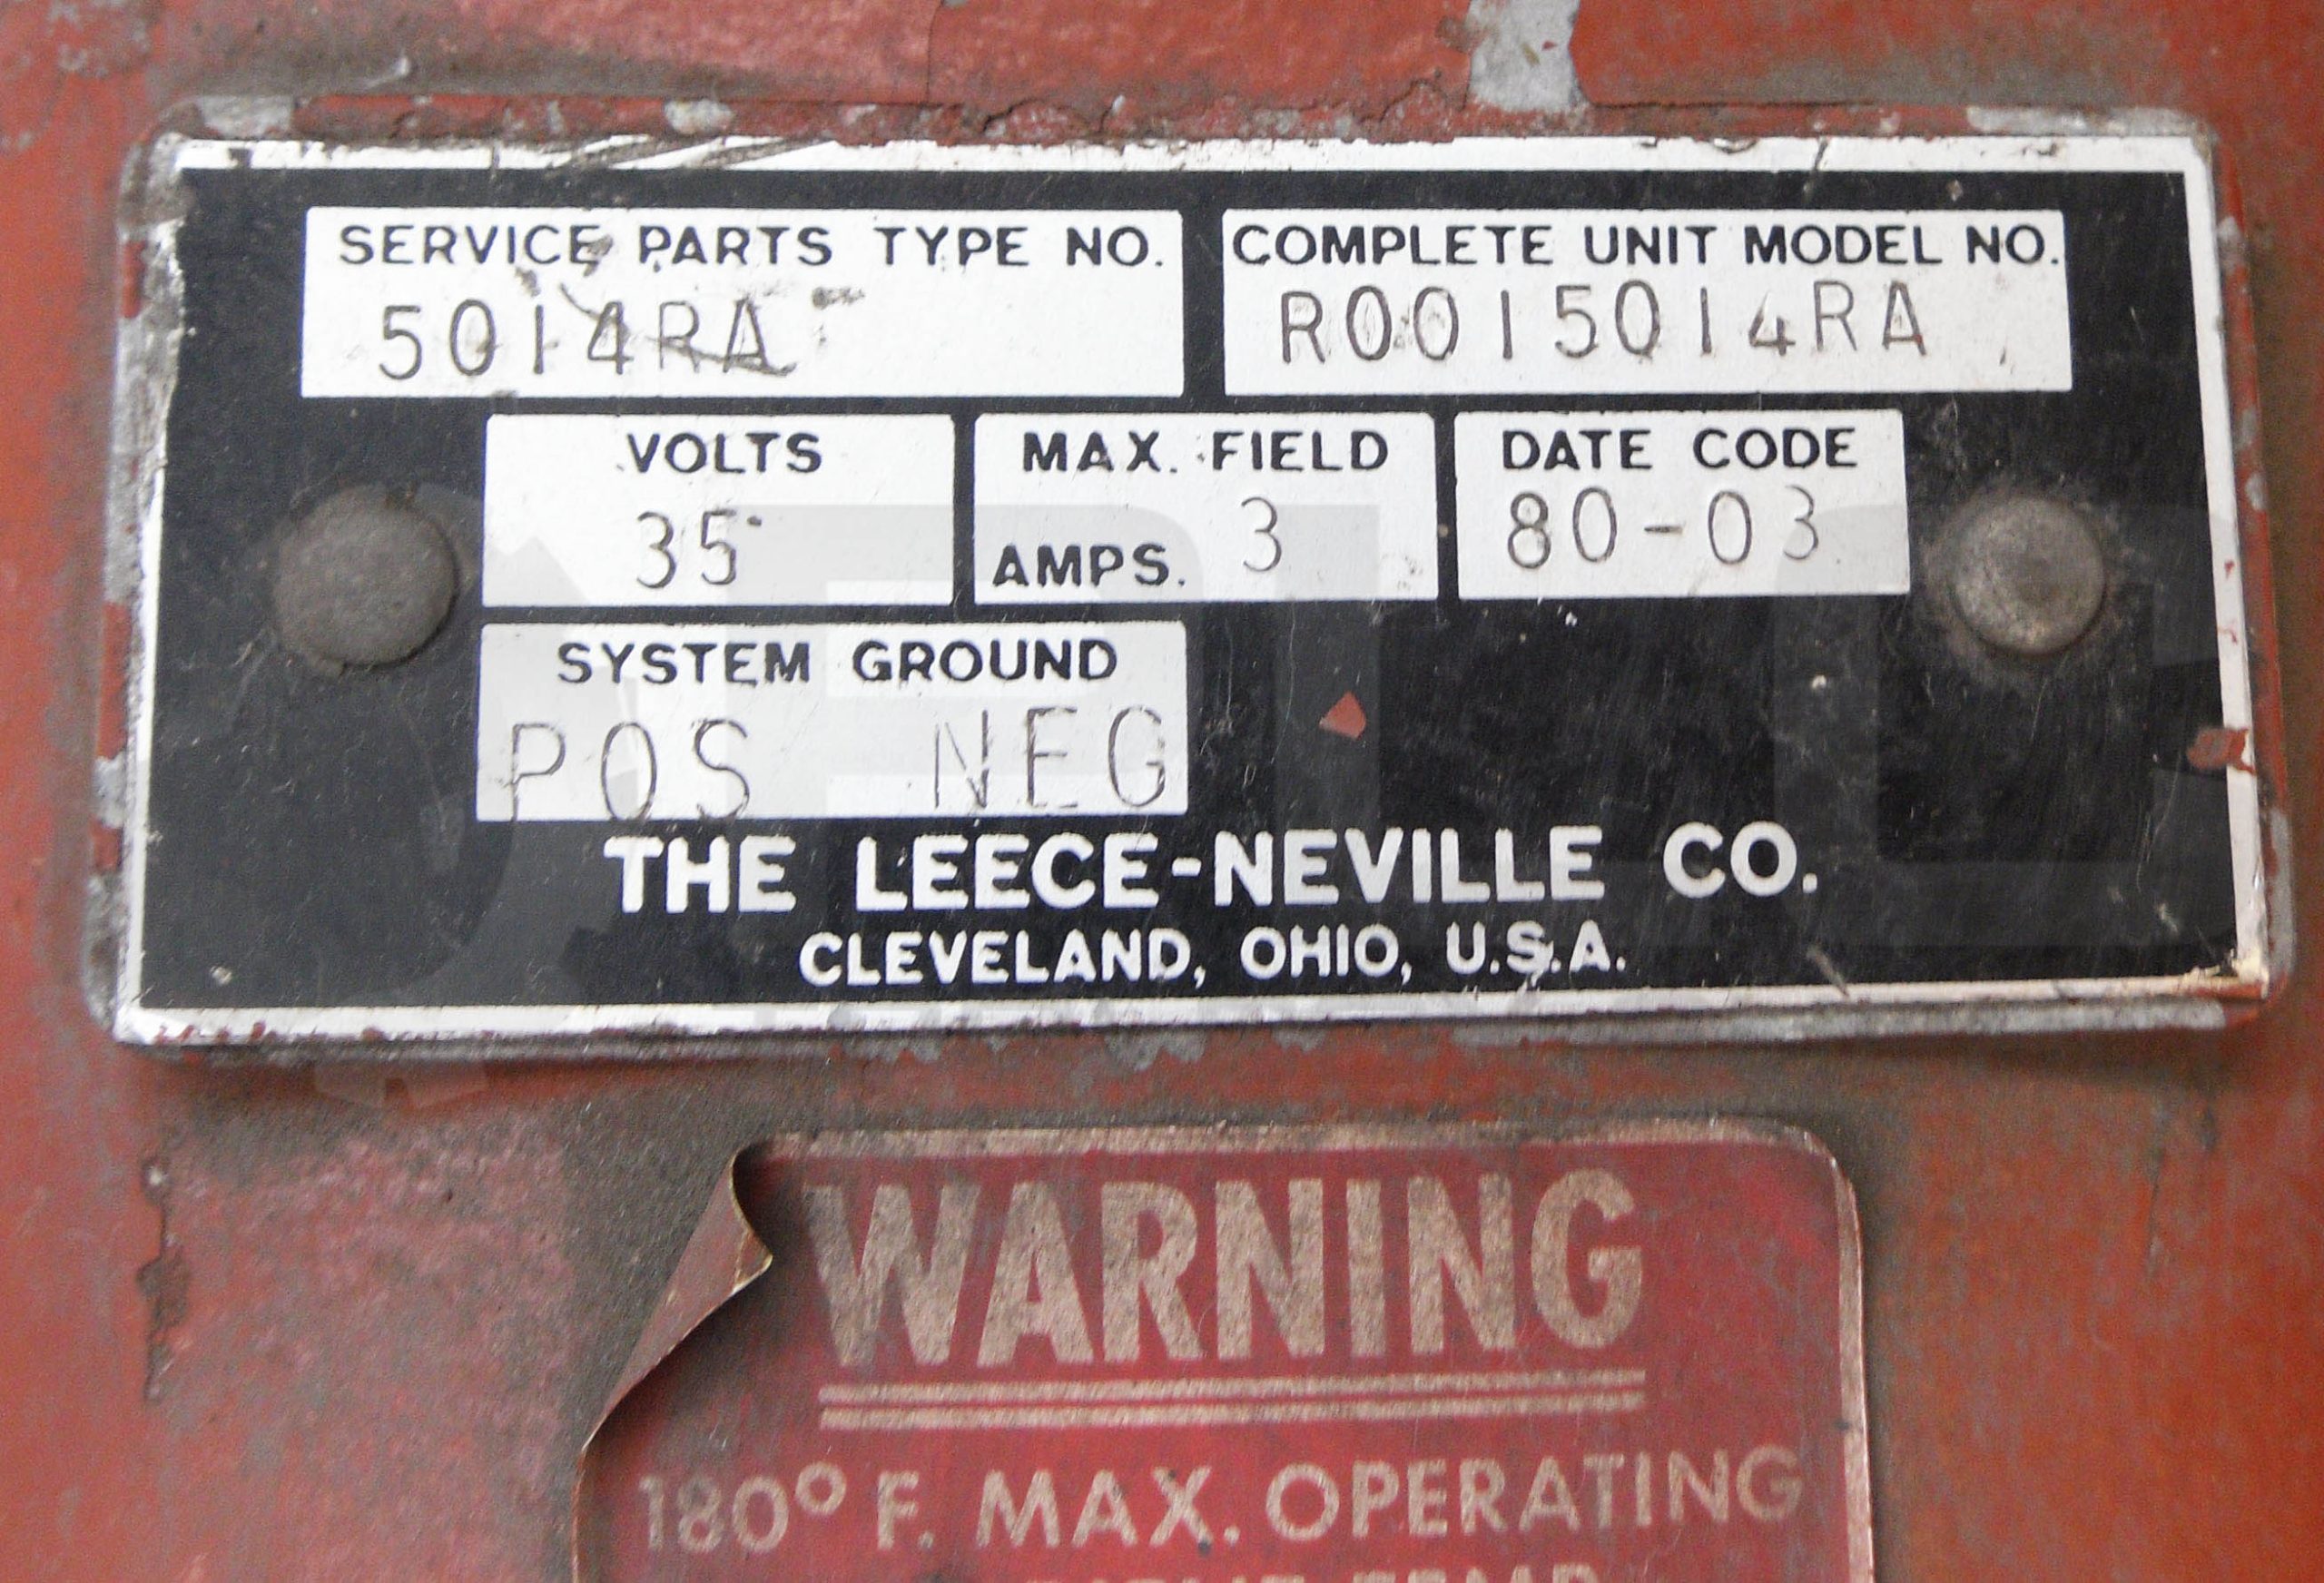 SERVICE PARTS TYPE NO.
5014RA
COMPLETE UNIT MODEL NO.
R0015014RA
VOLTS
35
MAX. FIELD
AMPS. 3
DATE CODE
80-03
SYSTEM GROUND
POS NEG
THE LEECE-NEVILLE CO.
CLEVELAND, OHIO, U.S.A.
WARNING
180° F. MAX. OPERATING